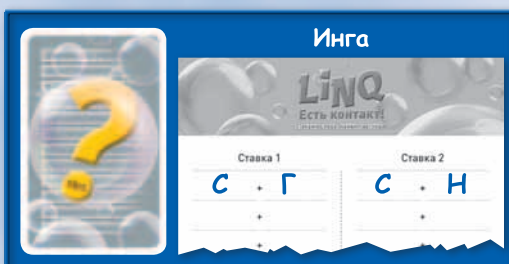 Инга
LiNQ
Есть контакт!
Ставка 1 Ставка 2
С + Г С + Н
+ +
+ +
?